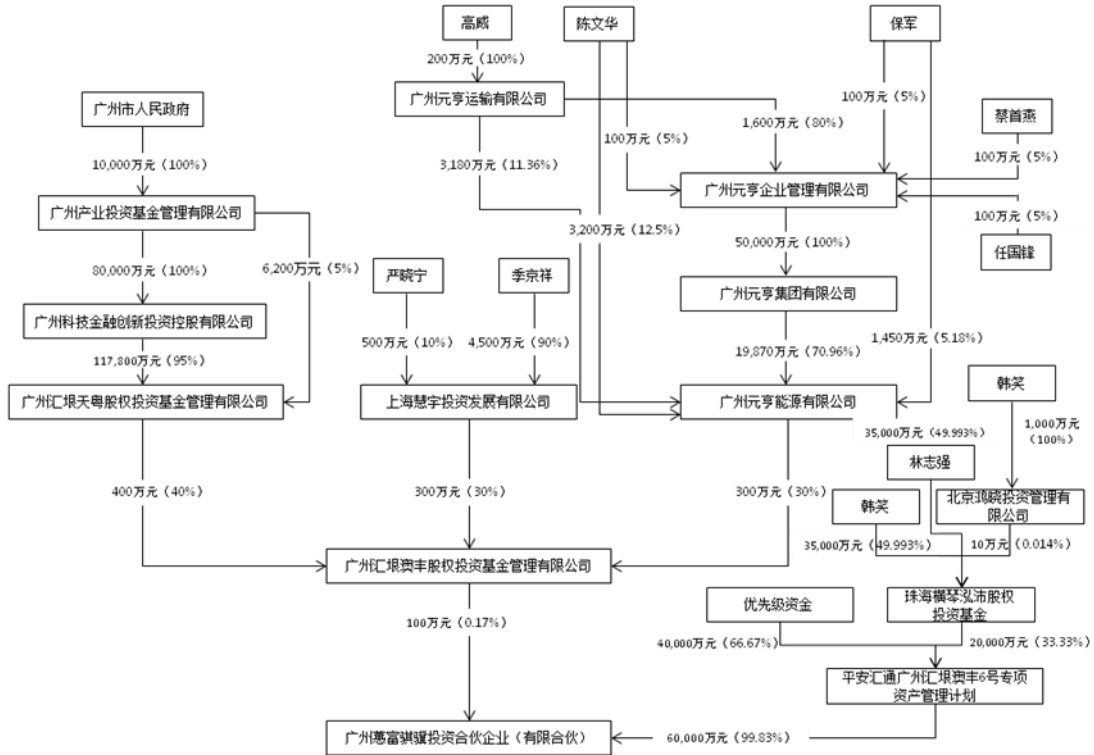 高威
陈文华
保军
200万元（100%）
广州市人民政府
广州元亨运输有限公司
100万元（5%）
蔡首燕
100万元（5%）
1,600万元（80%）
10,000万元（100%）
3,180万元（11.36%）
100万元（5%）
广州元亨企业管理有限公司
广州产业投资基金管理有限公司
100万元（5%）
3,200万元（12.5%）
50,000万元（100%）
任国锋
80,000万元（100%）
6,200万元（5%）
严晓宁
季京祥
广州元亨集团有限公司
广州科技金融创新投资控股有限公司
500万元（10%）
4,500万元（90%）
19,870万元（70.96%）
1,450万元（5.18%）
117,800万元（95%）
韩笑
广州汇垠天粤股权投资基金管理有限公司
上海慧宇投资发展有限公司
广州元亨能源有限公司
1,000万元
（100%）
35,000万元（49.993%）
林志强
400万元（40%）
300万元（30%）
300万元（30%）
韩笑
北京鸿晓投资管理有
限公司
35,000万元（49.993%）
10万元（0.014%）
广州汇垠澳丰股权投资基金管理有限公司
优先级资金
珠海横琴泓沛股权
投资基金
100万元（0.17%）
40,000万元（66.67%）
20,000万元（33.33%）
平安汇通广州汇垠澳丰6号专项
资产管理计划
广州蕙富骐骥投资合伙企业（有限合伙）
60,000万元（99.83%）